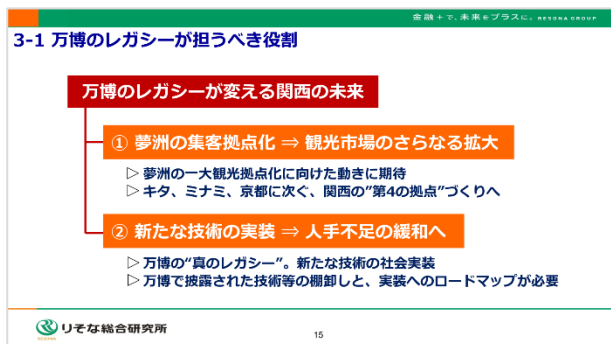 金融+で、未来をプラスに。RESONA GROUP
3-1 万博のレガシーが担うべき役割
万博のレガシーが変える関西の未来
① 夢洲の集客拠点化 ⇒ 観光市場のさらなる拡大
▷ 夢洲の一大観光拠点化に向けた動きに期待
▷ キタ、ミナミ、京都に次ぐ、関西の”第4の拠点”づくりへ
② 新たな技術の実装 ⇒ 人手不足の緩和へ
▷ 万博の“真のレガシー”。新たな技術の社会実装
▷ 万博で披露された技術等の棚卸しと、実装へのロードマップが必要
りそな総合研究所
RESONA
15